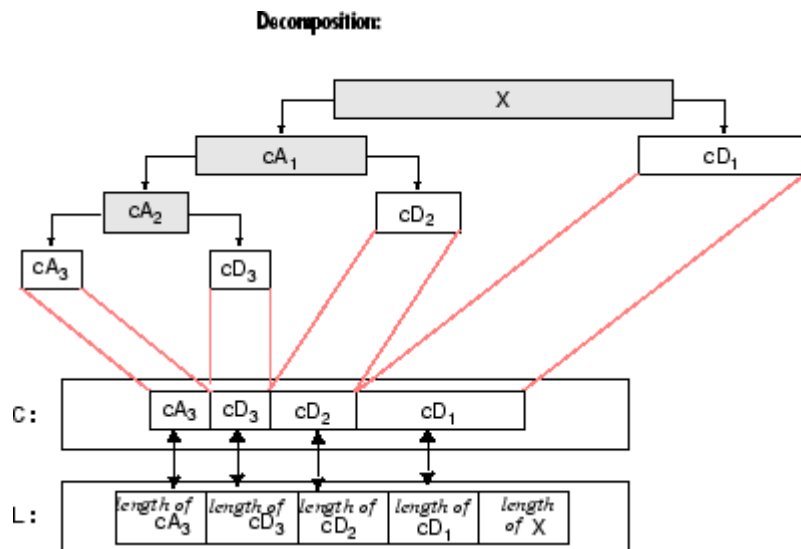 Decomposition:
X
cA₁
cD₁
cA₂
cD₂
cA₃
cD₃
C: cA₃ cD₃ cD₂ cD₁
length of length of length of length of length
L: cA₃ cD₃ cD₂ cD₁ of X